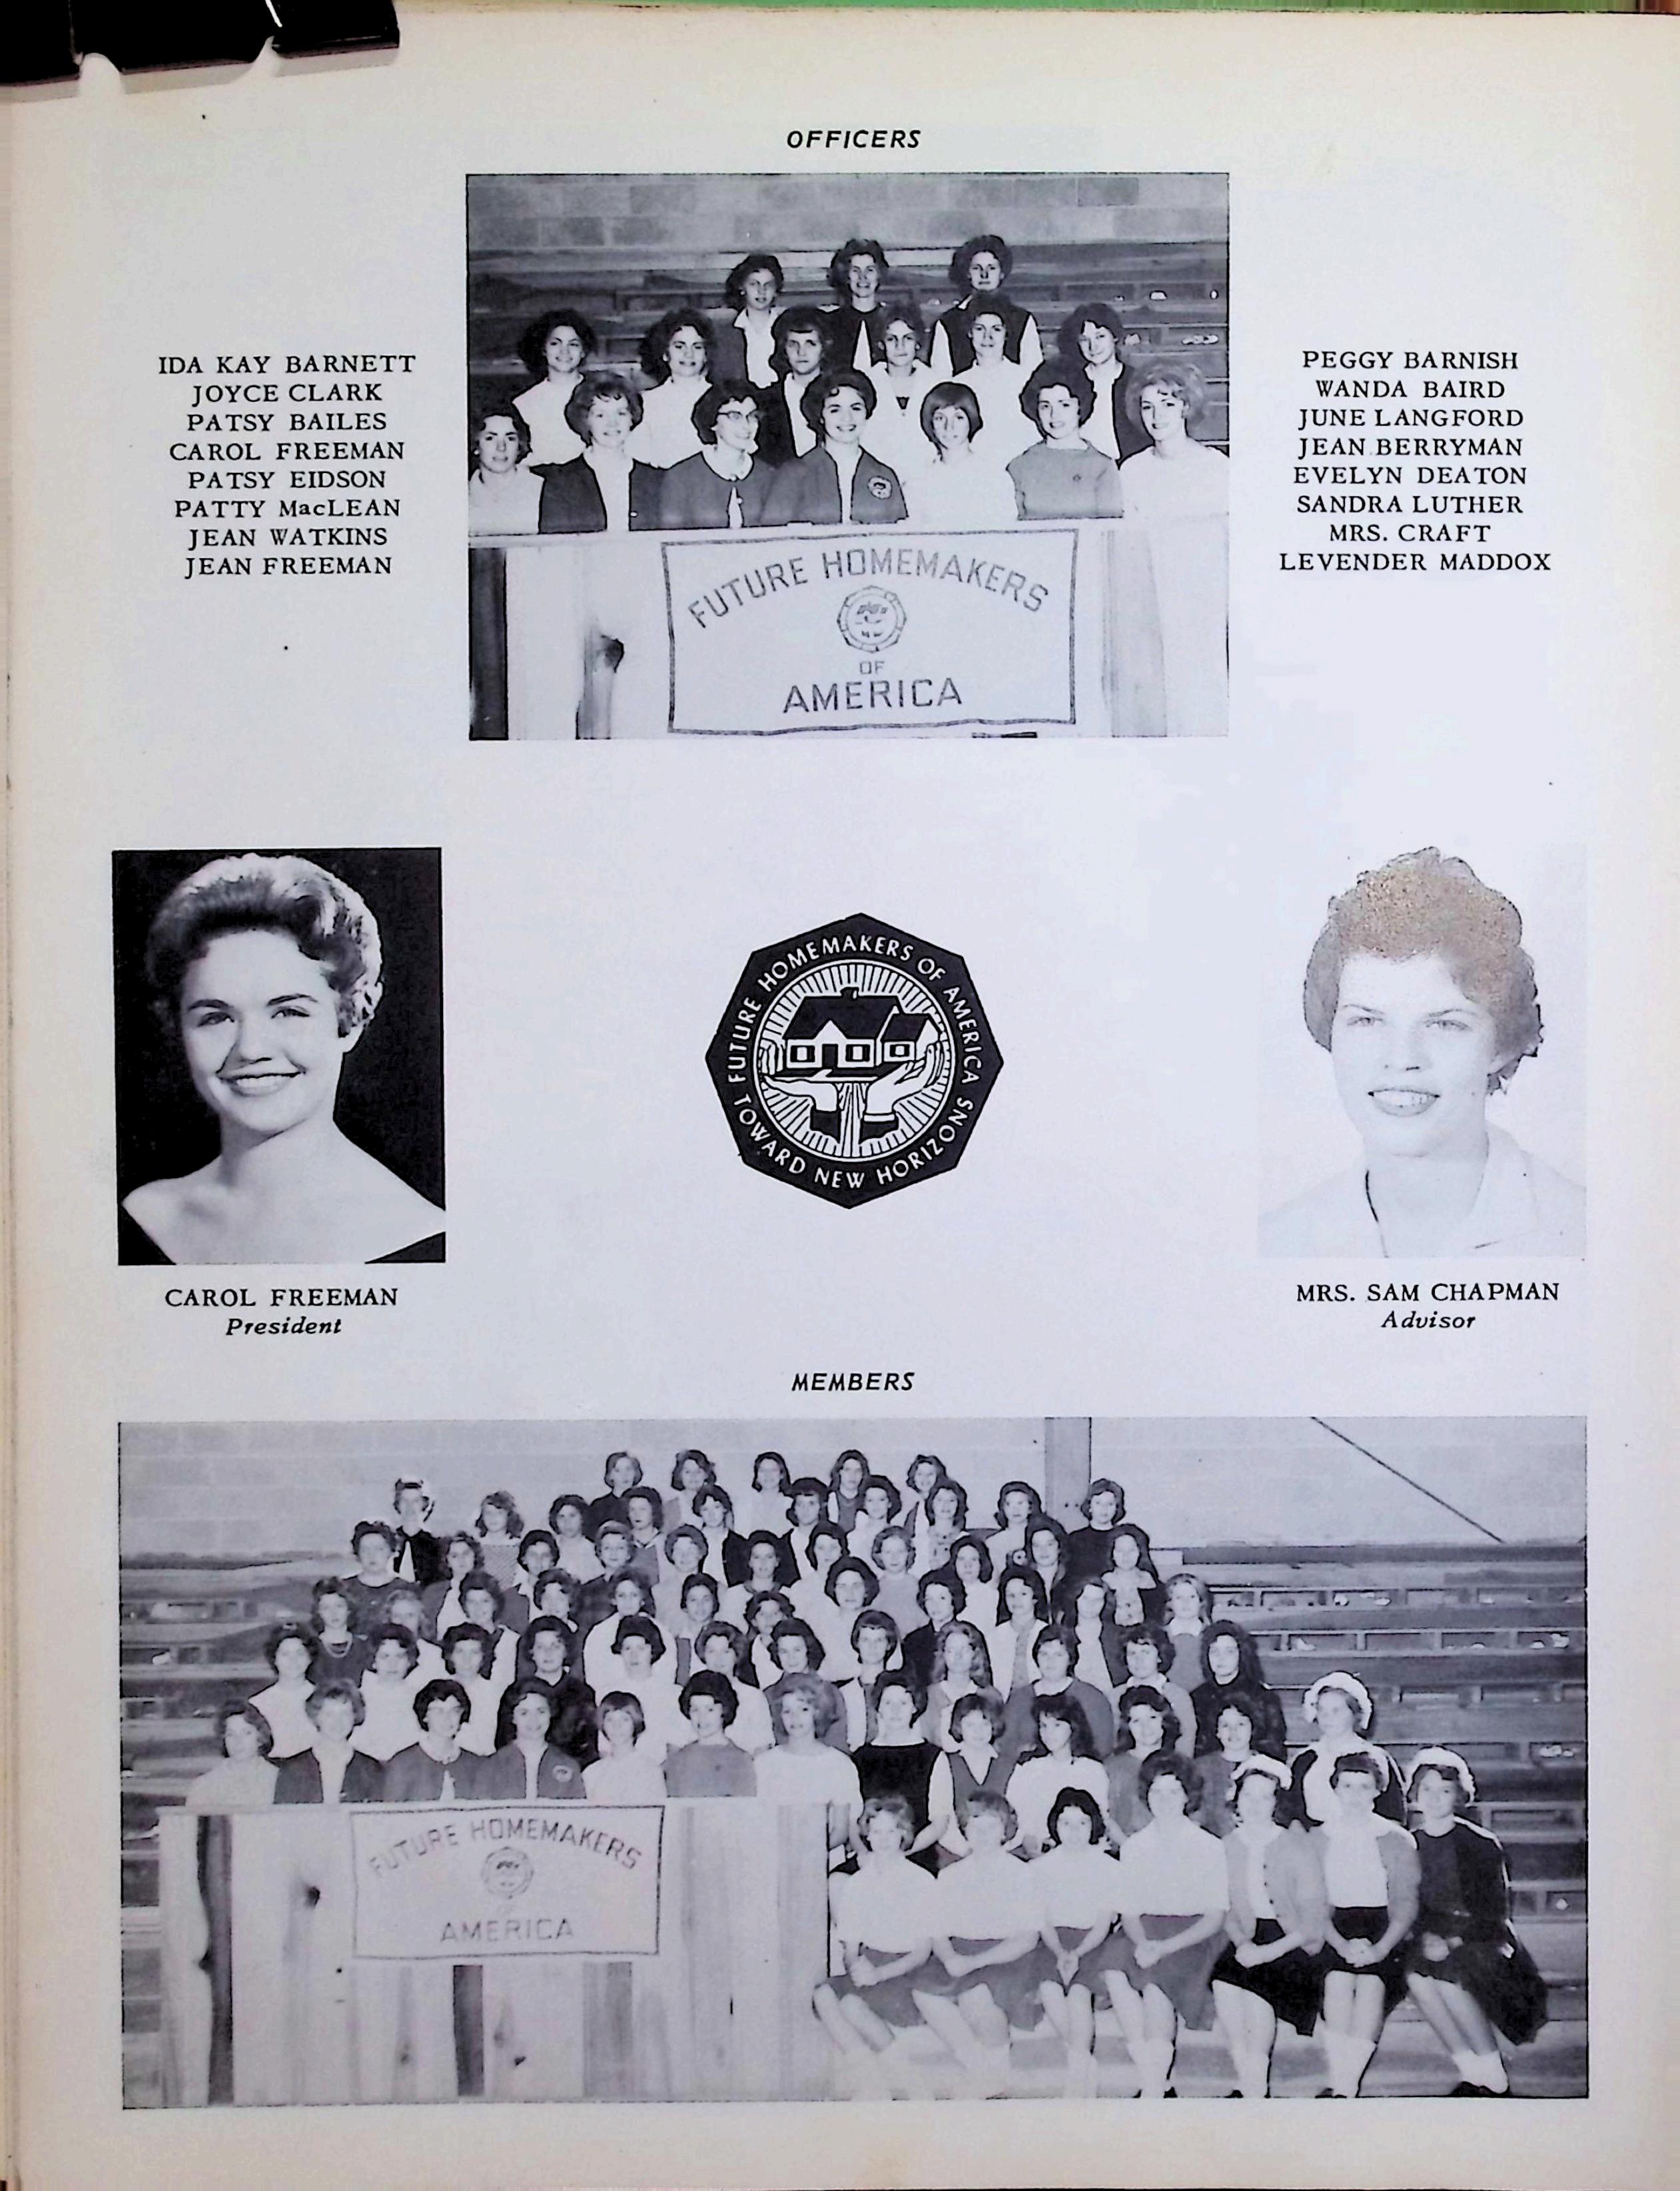 OFFICERS
IDA KAY BARNETT
JOYCE CLARK
PATSY BAILES
CAROL FREEMAN
PATSY EIDSON
PATTY MacLEAN
JEAN WATKINS
JEAN FREEMAN
FUTURE HOMEMAKERS
OF
AMERICA
PEGGY BARNISH
WANDA BAIRD
JUNE LANGFORD
JEAN BERRYMAN
EVELYN DEATON
SANDRA LUTHER
MRS. CRAFT
LEVENDER MADDOX
FUTURE HOMEMAKERS OF AMERICA
TOWARD NEW HORIZONS
CAROL FREEMAN
President
MRS. SAM CHAPMAN
Advisor
MEMBERS
FUTURE HOMEMAKERS
OF
AMERICA